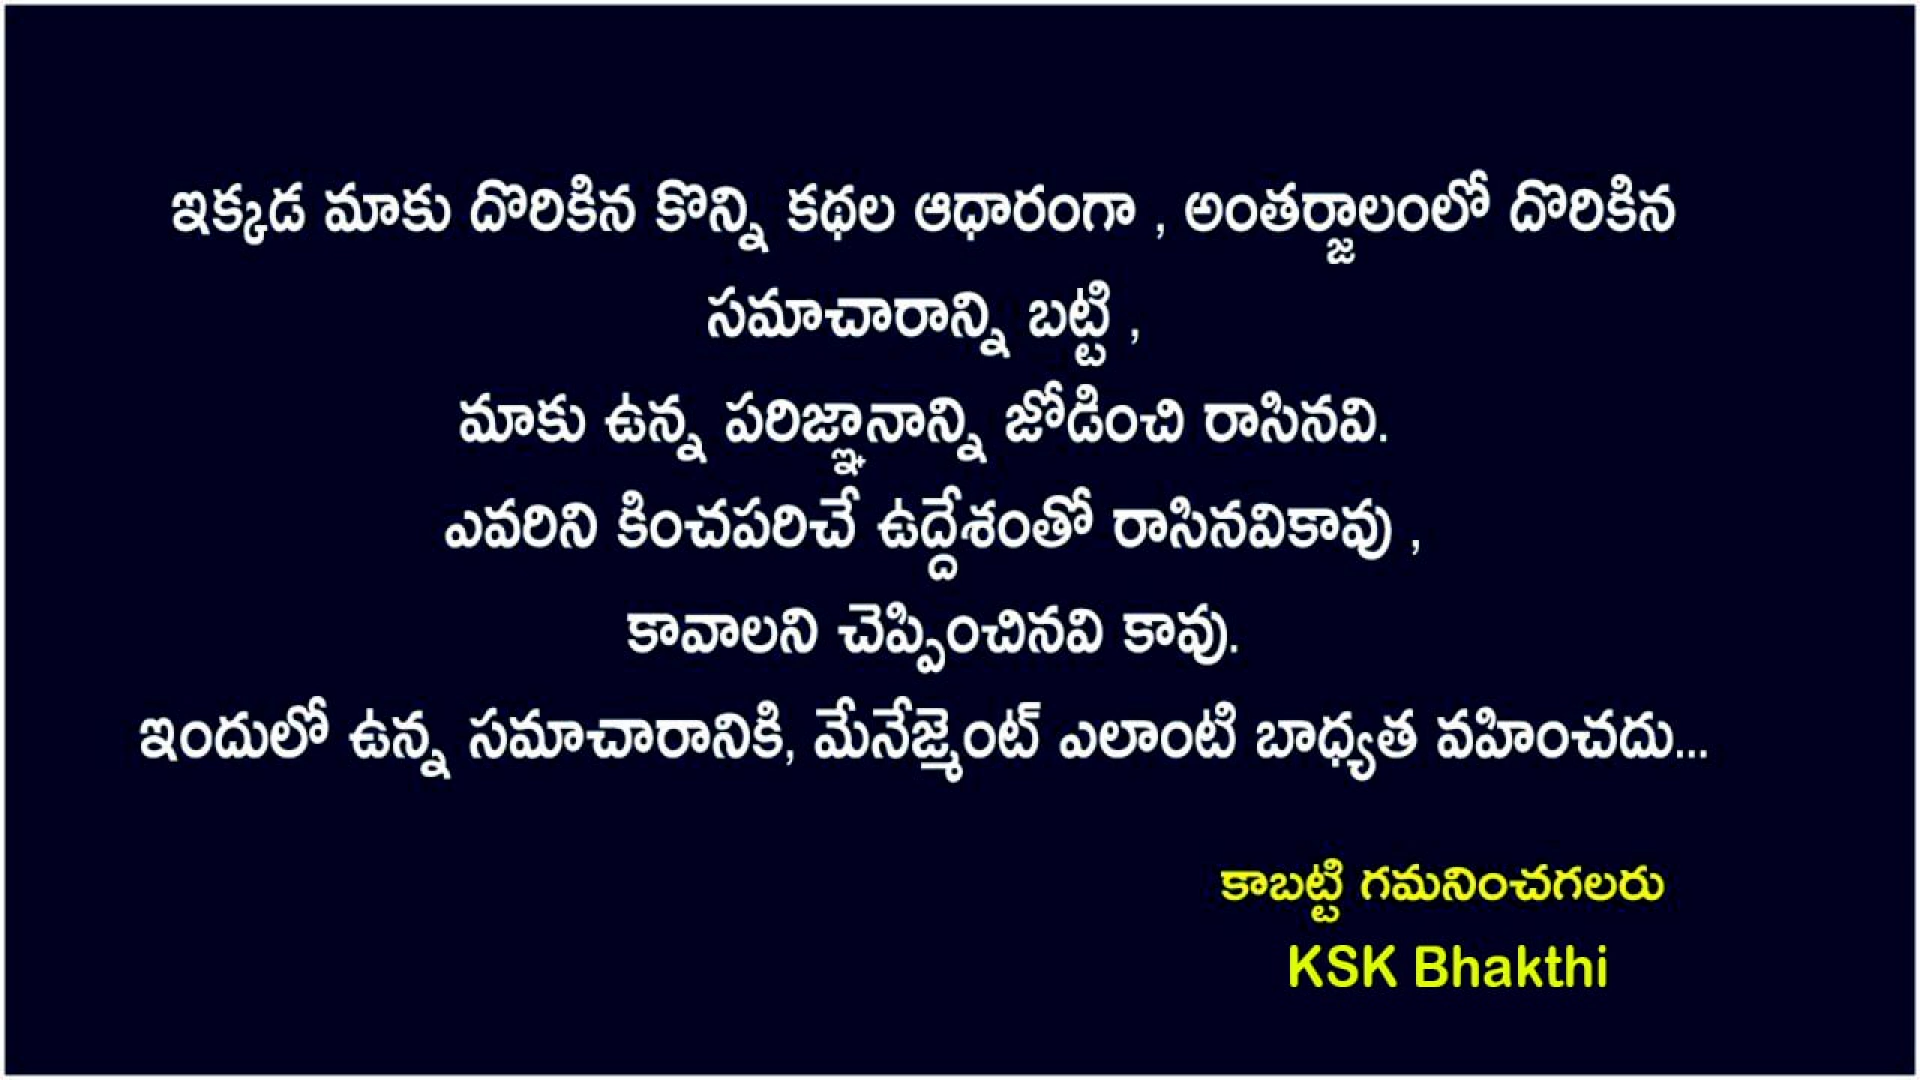 ఇక్కడ మాకు దొరికిన కొన్ని కథల ఆధారంగా , అంతర్జాలంలో దొరికిన
సమాచారాన్ని బట్టి ,
మాకు ఉన్న పరిజ్ఞానాన్ని జోడించి రాసినవి.
ఎవరిని కించపరిచే ఉద్దేశంతో రాసినవికావు ,
కావాలని చెప్పించినవి కావు.
ఇందులో ఉన్న సమాచారానికి, మేనేజ్మెంట్ ఎలాంటి బాధ్యత వహించదు...
కాబట్టి గమనించగలరు
KSK Bhakthi